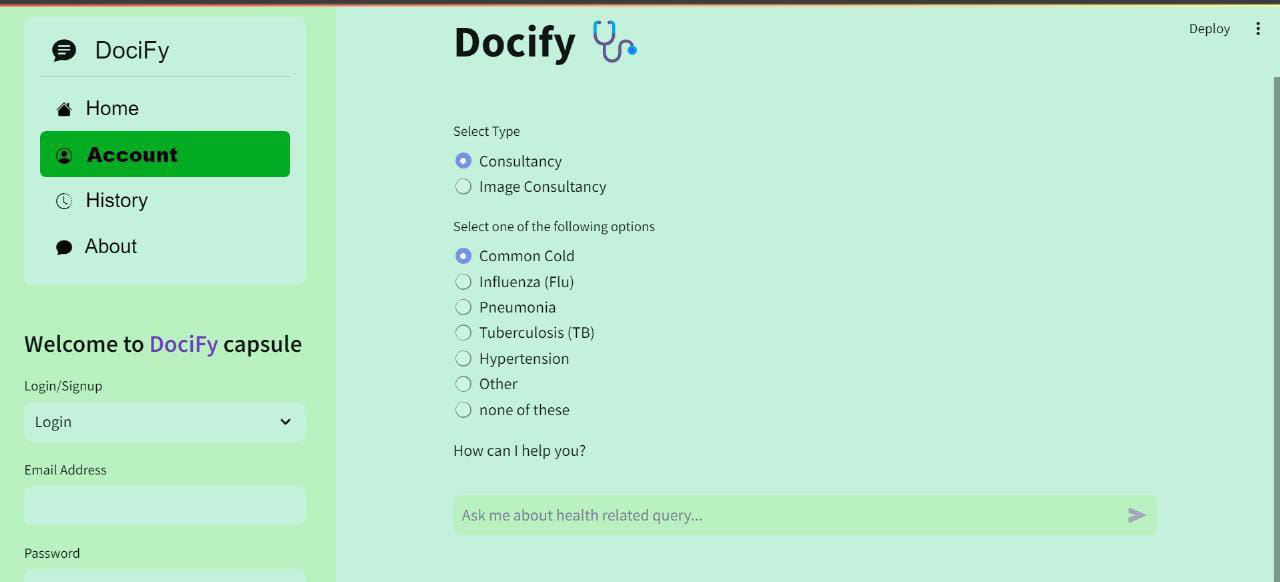 DociFy
Home
Account
History
About
Welcome to DociFy capsule
Login/Signup
Login
Email Address
Password
Deploy
Docify
Select Type
Consultancy
Image Consultancy
Select one of the following options
Common Cold
Influenza (Flu)
Pneumonia
Tuberculosis (TB)
Hypertension
Other
none of these
How can I help you?
Ask me about health related query...